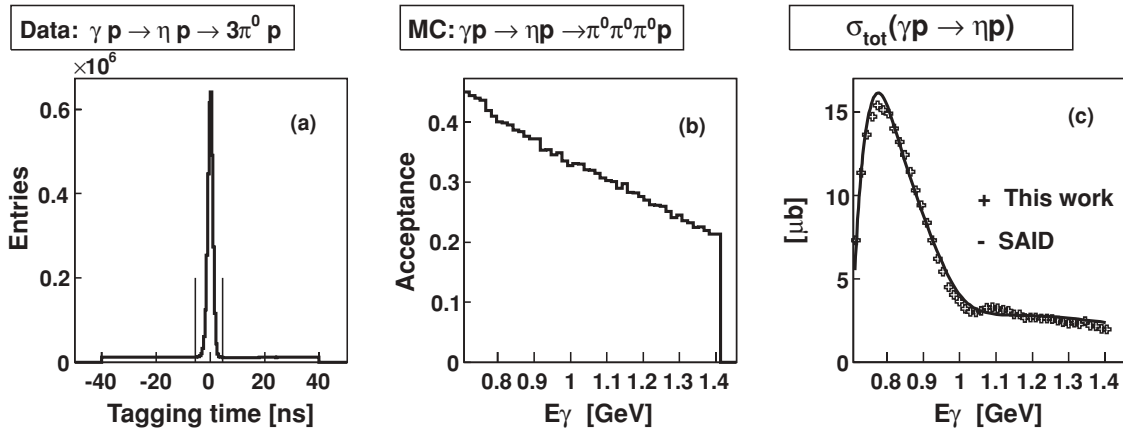 Data: γ p → η p → 3π⁰ p
×10⁶
(a)
0.6
0.4
0.2
0
Entries
-40 -20 0 20 40
Tagging time [ns]
MC: γp → ηp →π⁰π⁰π⁰p
(b)
0.4
0.3
0.2
0.1
0
Acceptance
0.8 0.9 1 1.1 1.2 1.3 1.4
Eγ [GeV]
σtot(γp → ηp)
(c)
15
10
5
0
[μb]
+ This work
- SAID
0.8 0.9 1 1.1 1.2 1.3 1.4
Eγ [GeV]